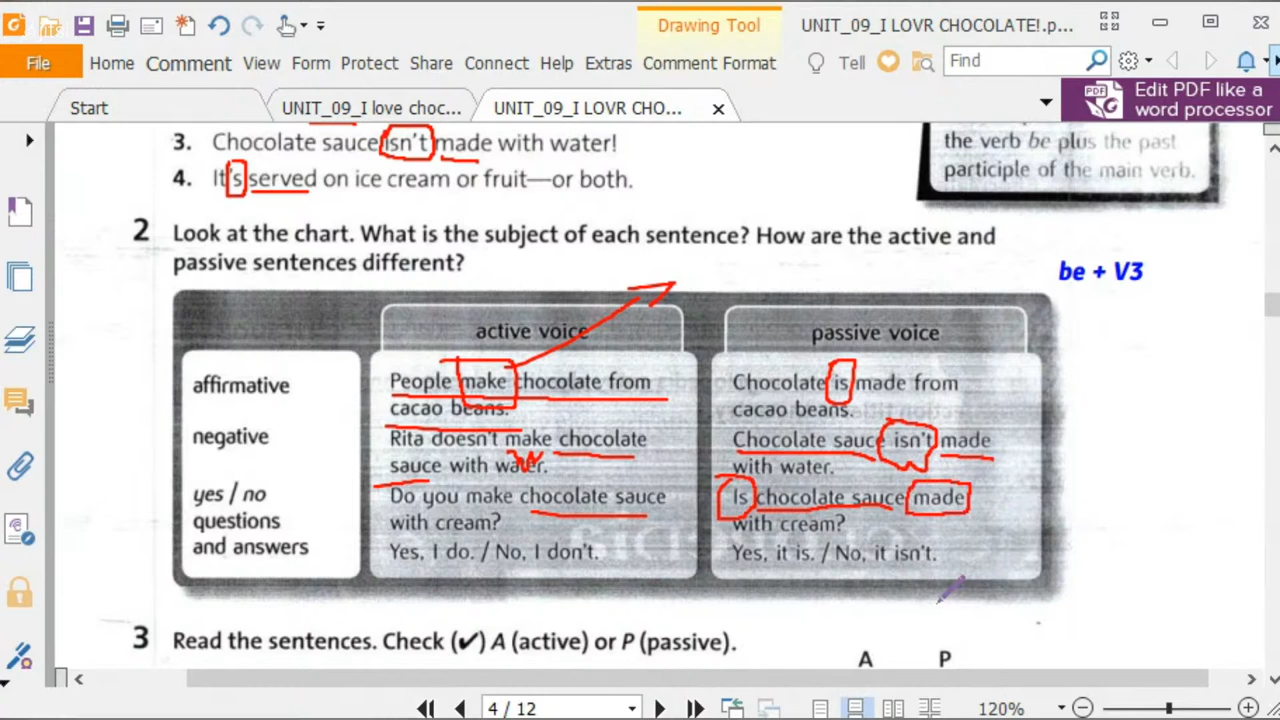 Drawing Tool
UNIT_09_I LOVR CHOCOLATE!.p...
File Home Comment View Form Protect Share Connect Help Extras Comment Format Tell Find
Start UNIT_09_I love choc... UNIT_09_I LOVR CHO...
Edit PDF like a
word processor
3. Chocolate sauce isn't made with water!
4. It's served on ice cream or fruit—or both.
the verb be plus the past
participle of the main verb.
2 Look at the chart. What is the subject of each sentence? How are the active and
passive sentences different?
be + V3
active voice passive voice
affirmative
People make chocolate from
cacao beans.
Chocolate is made from
cacao beans.
negative
Rita doesn't make chocolate
sauce with water.
Chocolate sauce isn't made
with water.
yes / no
questions
and answers
Do you make chocolate sauce
with cream?
Yes, I do. / No, I don't.
Is chocolate sauce made
with cream?
Yes, it is. / No, it isn't.
3 Read the sentences. Check (✔) A (active) or P (passive).
A P
4 / 12 120%